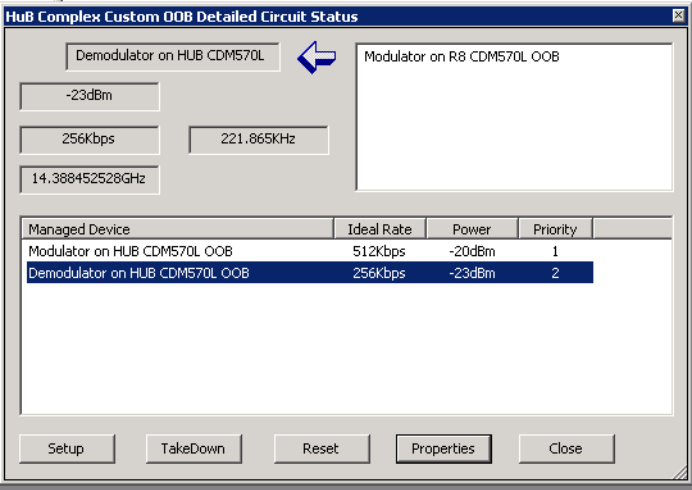 HuB Complex Custom OOB Detailed Circuit Status
Demodulator on HUB CDM570L
Modulator on R8 CDM570L OOB
-23dBm
256Kbps 221.865KHz
14.388452528GHz
Managed Device Ideal Rate Power Priority
Modulator on HUB CDM570L OOB 512Kbps -20dBm 1
Demodulator on HUB CDM570L OOB 256Kbps -23dBm 2
Setup TakeDown Reset Properties Close